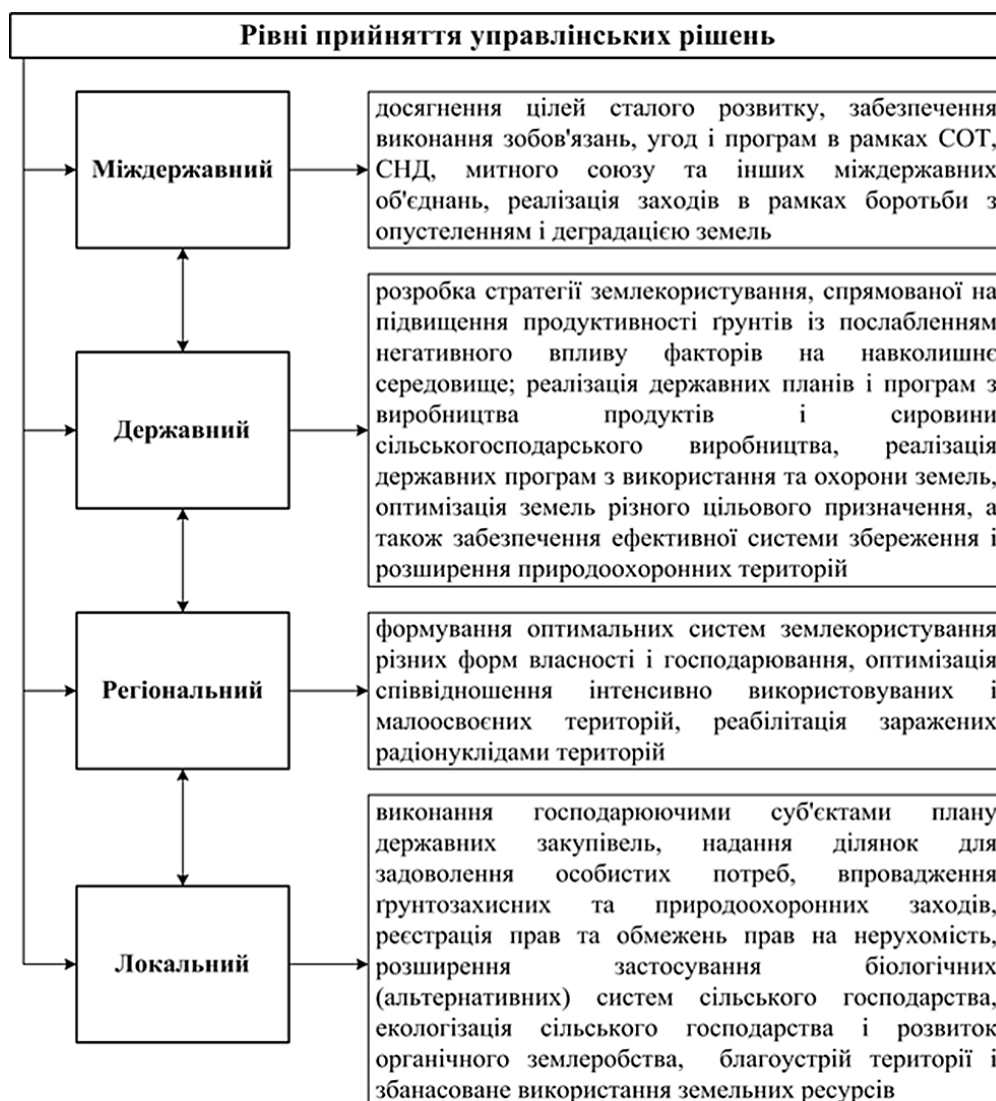 Рівні прийняття управлінських рішень
Міждержавний
досягнення цілей сталого розвитку, забезпечення
виконання зобов'язань, угод і програм в рамках СОТ,
СНД, митного союзу та інших міждержавних
об'єднань, реалізація заходів в рамках боротьби з
опустеленням і деградацією земель
Державний
розробка стратегії землекористування, спрямованої на
підвищення продуктивності ґрунтів із послабленням
негативного впливу факторів на навколишнє
середовище; реалізація державних планів і програм з
виробництва продуктів і сировини
сільськогосподарського виробництва, реалізація
державних програм з використання та охорони земель,
оптимізація земель різного цільового призначення, а
також забезпечення ефективної системи збереження і
розширення природоохоронних територій
Регіональний
формування оптимальних систем землекористування
різних форм власності і господарювання, оптимізація
співвідношення інтенсивно використовуваних і
малоосвоєних територій, реабілітація заражених
радіонуклідами територій
Локальний
виконання господарюючими суб'єктами плану
державних закупівель, надання ділянок для
задоволення особистих потреб, впровадження
ґрунтозахисних та природоохоронних заходів,
реєстрація прав та обмежень прав на нерухомість,
розширення застосування біологічних
(альтернативних) систем сільського господарства,
екологізація сільського господарства і розвиток
органічного землеробства, благоустрій території і
збанасоване використання земельних ресурсів